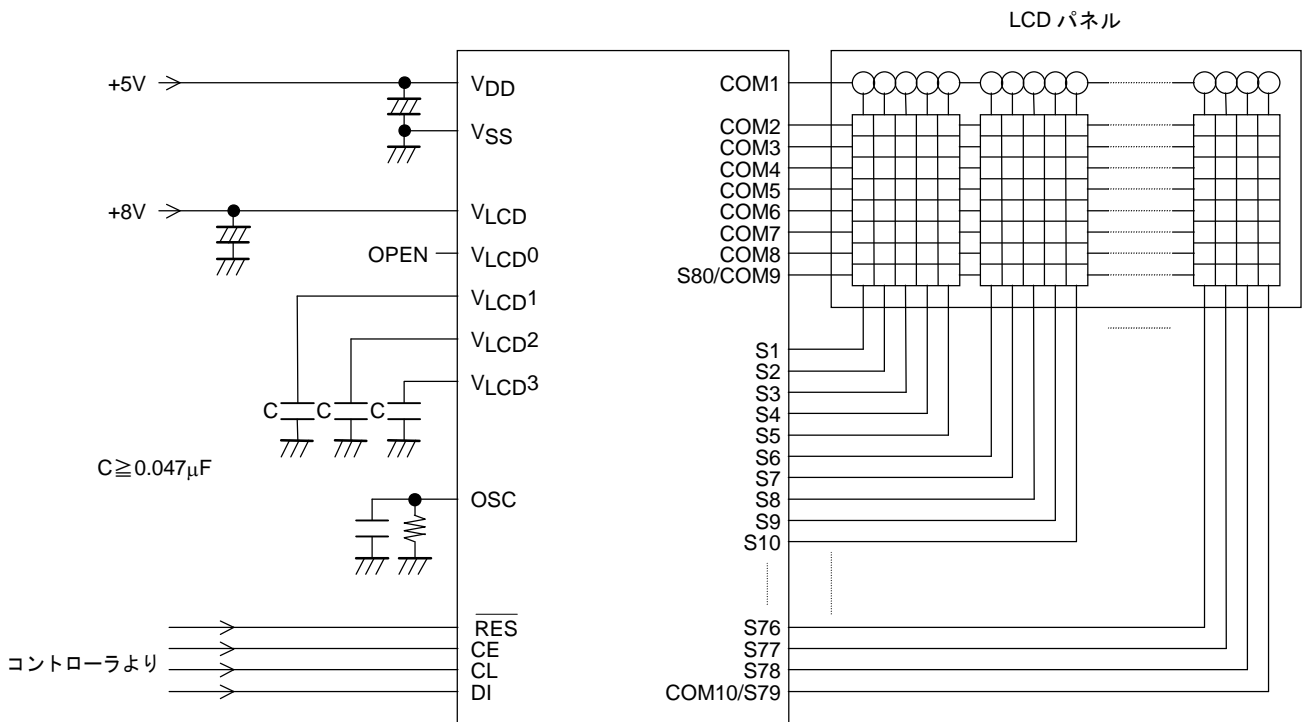 LCD パネル
+5V
VDD
VSS
+8V
VLCD
OPEN
VLCD0
VLCD1
VLCD2
VLCD3
C
C
C
C≧0.047μF
OSC
コントローラより
RES
CE
CL
DI
COM1
COM2
COM3
COM4
COM5
COM6
COM7
COM8
S80/COM9
S1
S2
S3
S4
S5
S6
S7
S8
S9
S10
S76
S77
S78
COM10/S79